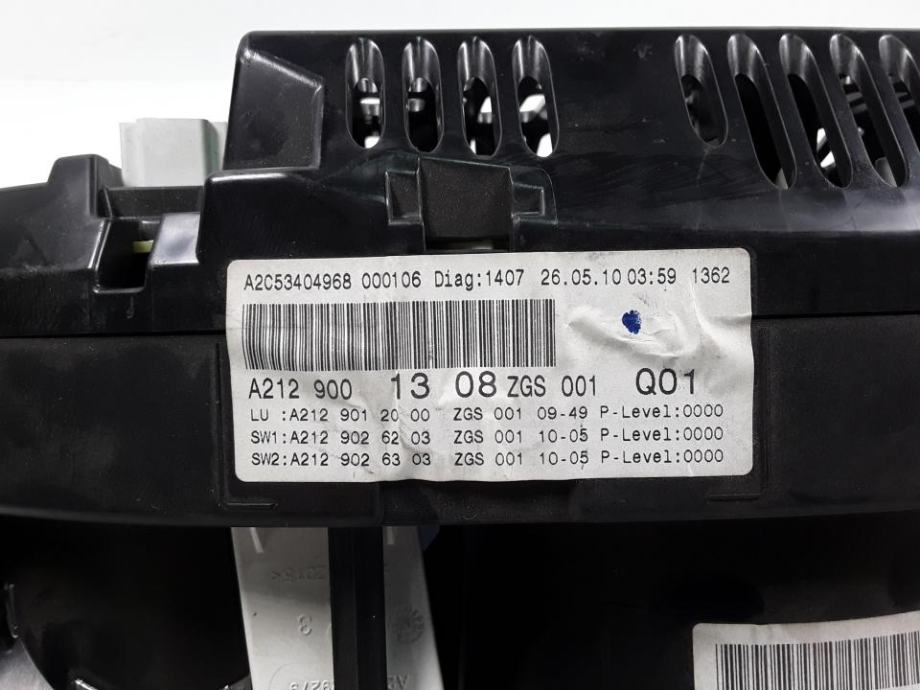 A2C53404968 000106 Diag:1407 26.05.10 03:59 1362
A212 900 13 08 ZGS 001 Q01
LU :A212 901 20 00 ZGS 001 09-49 P-Level:0000
SW1:A212 902 62 03 ZGS 001 10-05 P-Level:0000
SW2:A212 902 63 03 ZGS 001 10-05 P-Level:0000
3